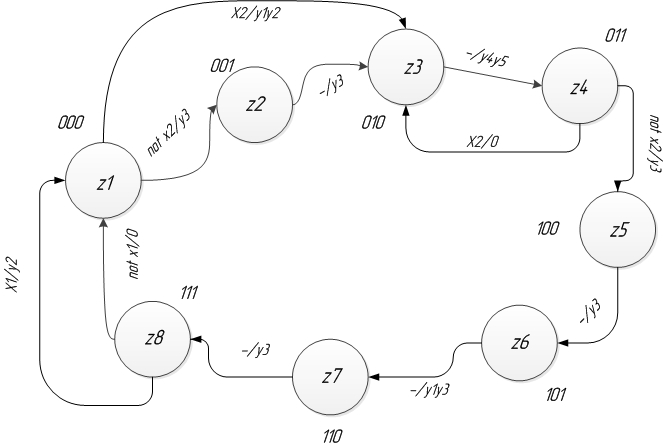 X2/y1y2
011
001
z3
-/y4y5
z4
-/y3
z2
not x2/y3
000
010
X2/0
not x2/y3
z1
100
z5
not x1/0
X1/y2
111
-/y3
z8
-/y3
z6
z7
-/y1y3
101
110